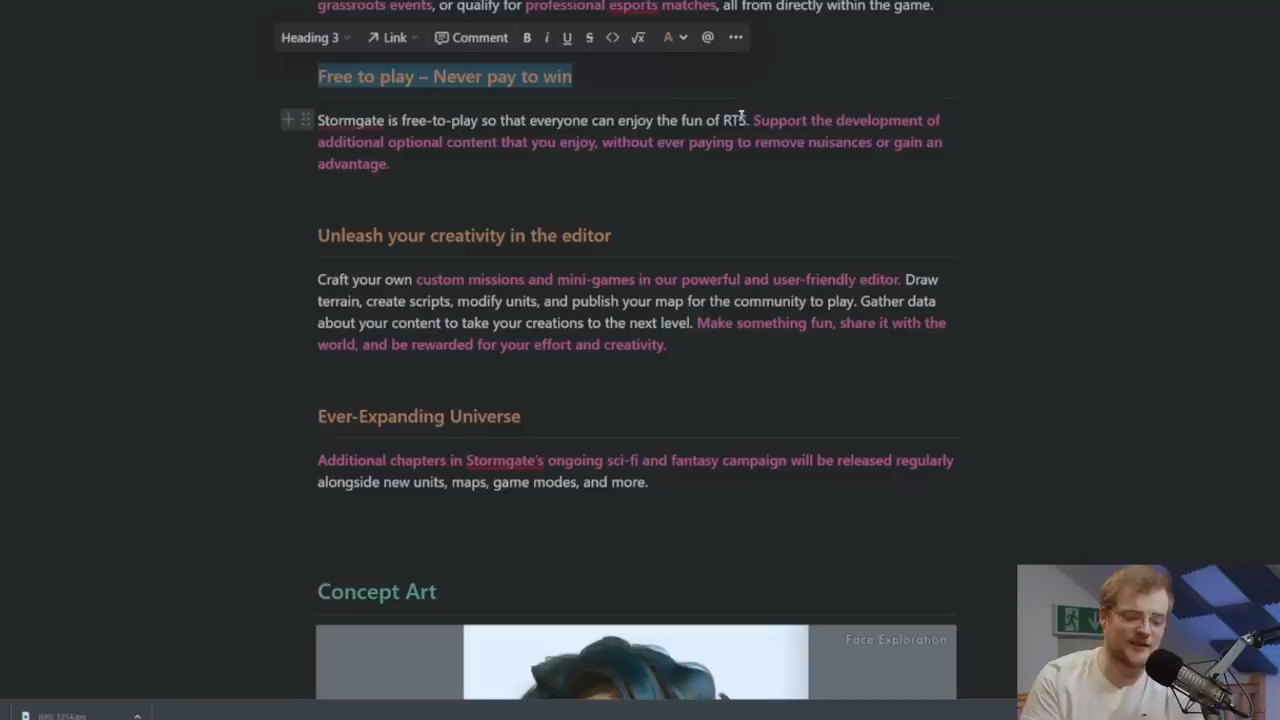 grassroots events, or qualify for professional esports matches, all from directly within the game.
Heading 3 Link Comment B i U S <> √x A @ •••
Free to play – Never pay to win
Stormgate is free-to-play so that everyone can enjoy the fun of RTS. Support the development of
additional optional content that you enjoy, without ever paying to remove nuisances or gain an
advantage.
Unleash your creativity in the editor
Craft your own custom missions and mini-games in our powerful and user-friendly editor. Draw
terrain, create scripts, modify units, and publish your map for the community to play. Gather data
about your content to take your creations to the next level. Make something fun, share it with the
world, and be rewarded for your effort and creativity.
Ever-Expanding Universe
Additional chapters in Stormgate's ongoing sci-fi and fantasy campaign will be released regularly
alongside new units, maps, game modes, and more.
Concept Art
Face Exploration